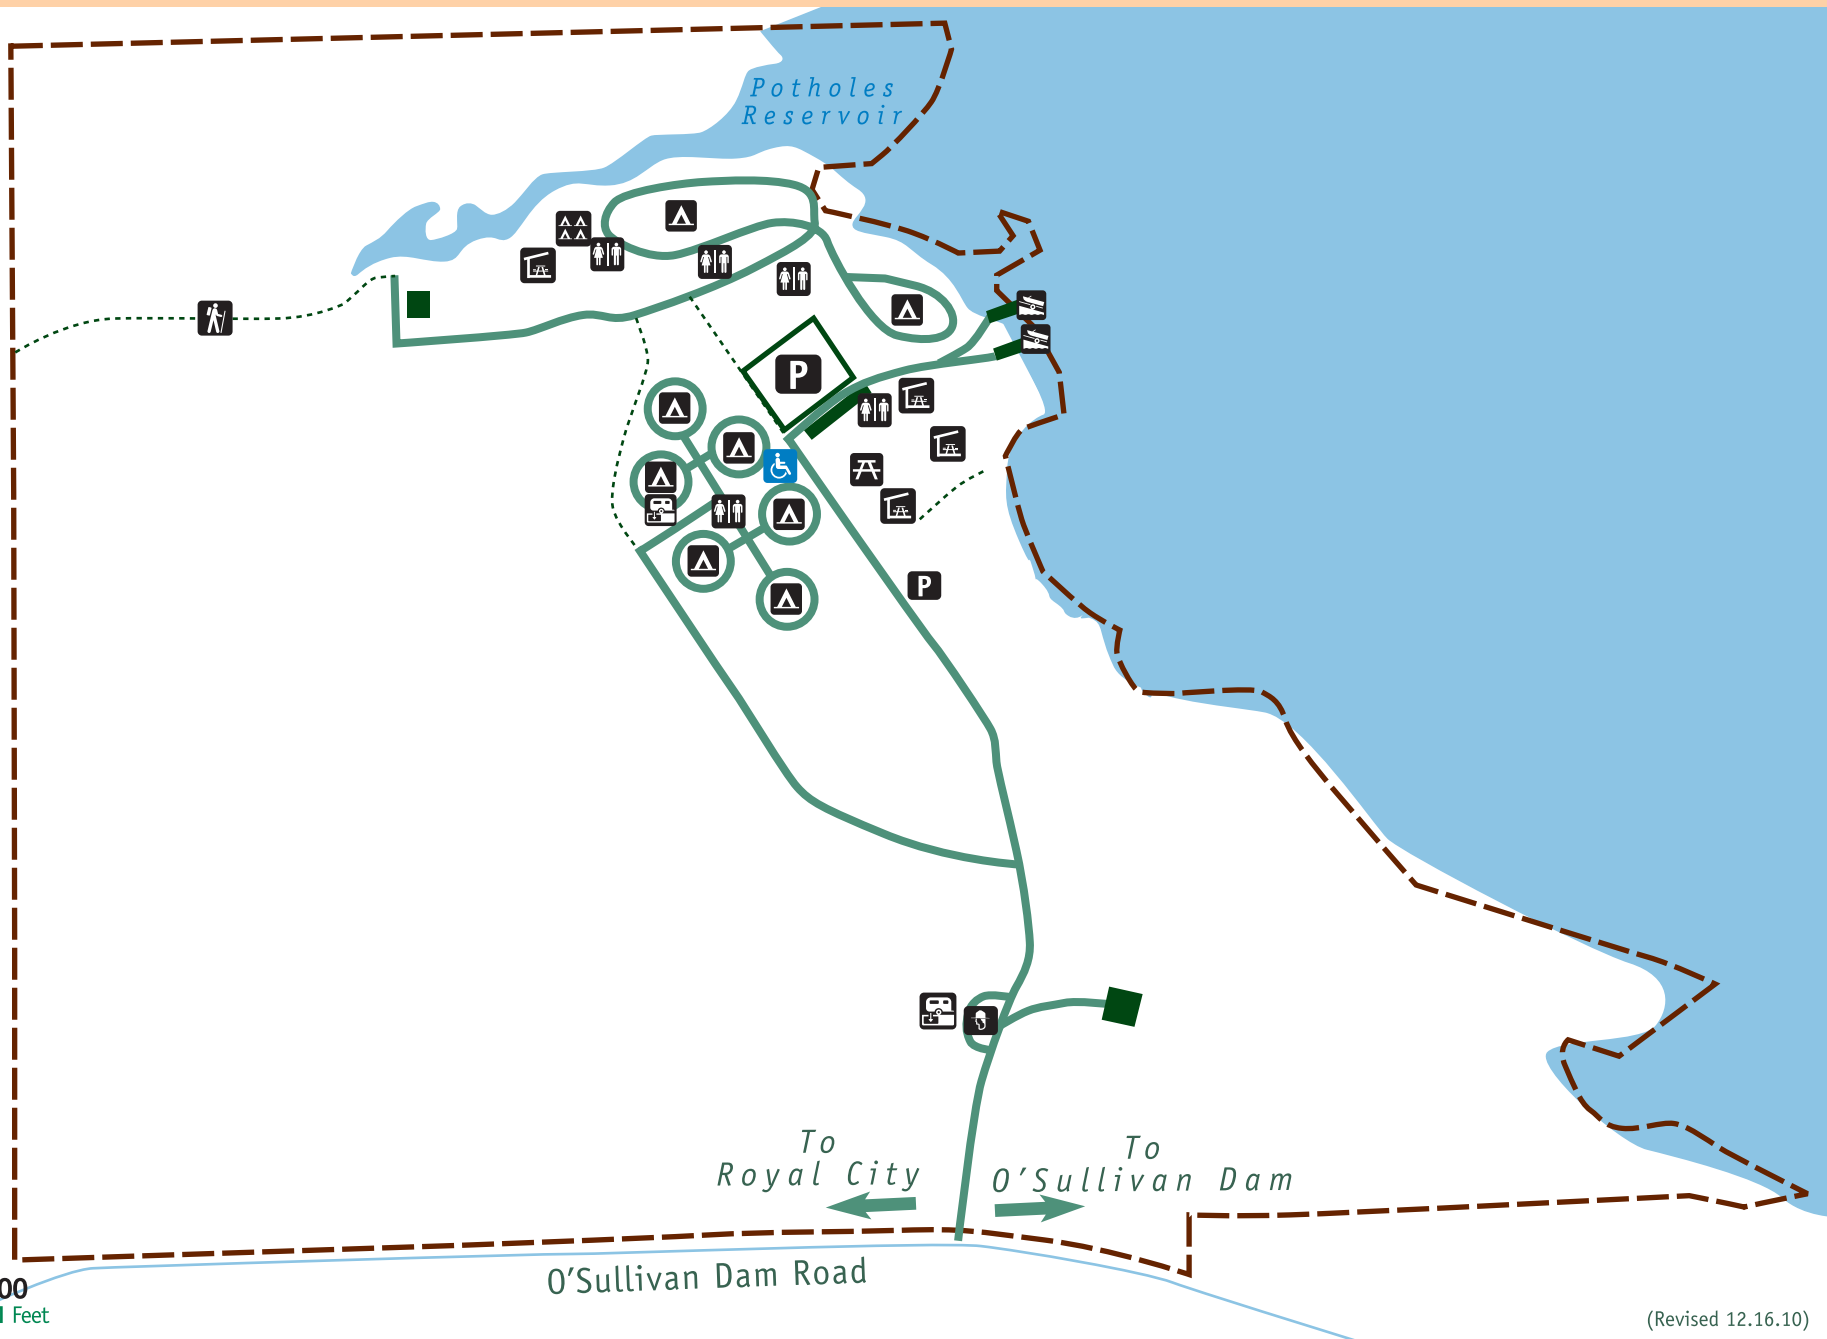 Potholes
Reservoir
P
P
To
Royal City
To
O'Sullivan Dam
O'Sullivan Dam Road
00
Feet
(Revised 12.16.10)